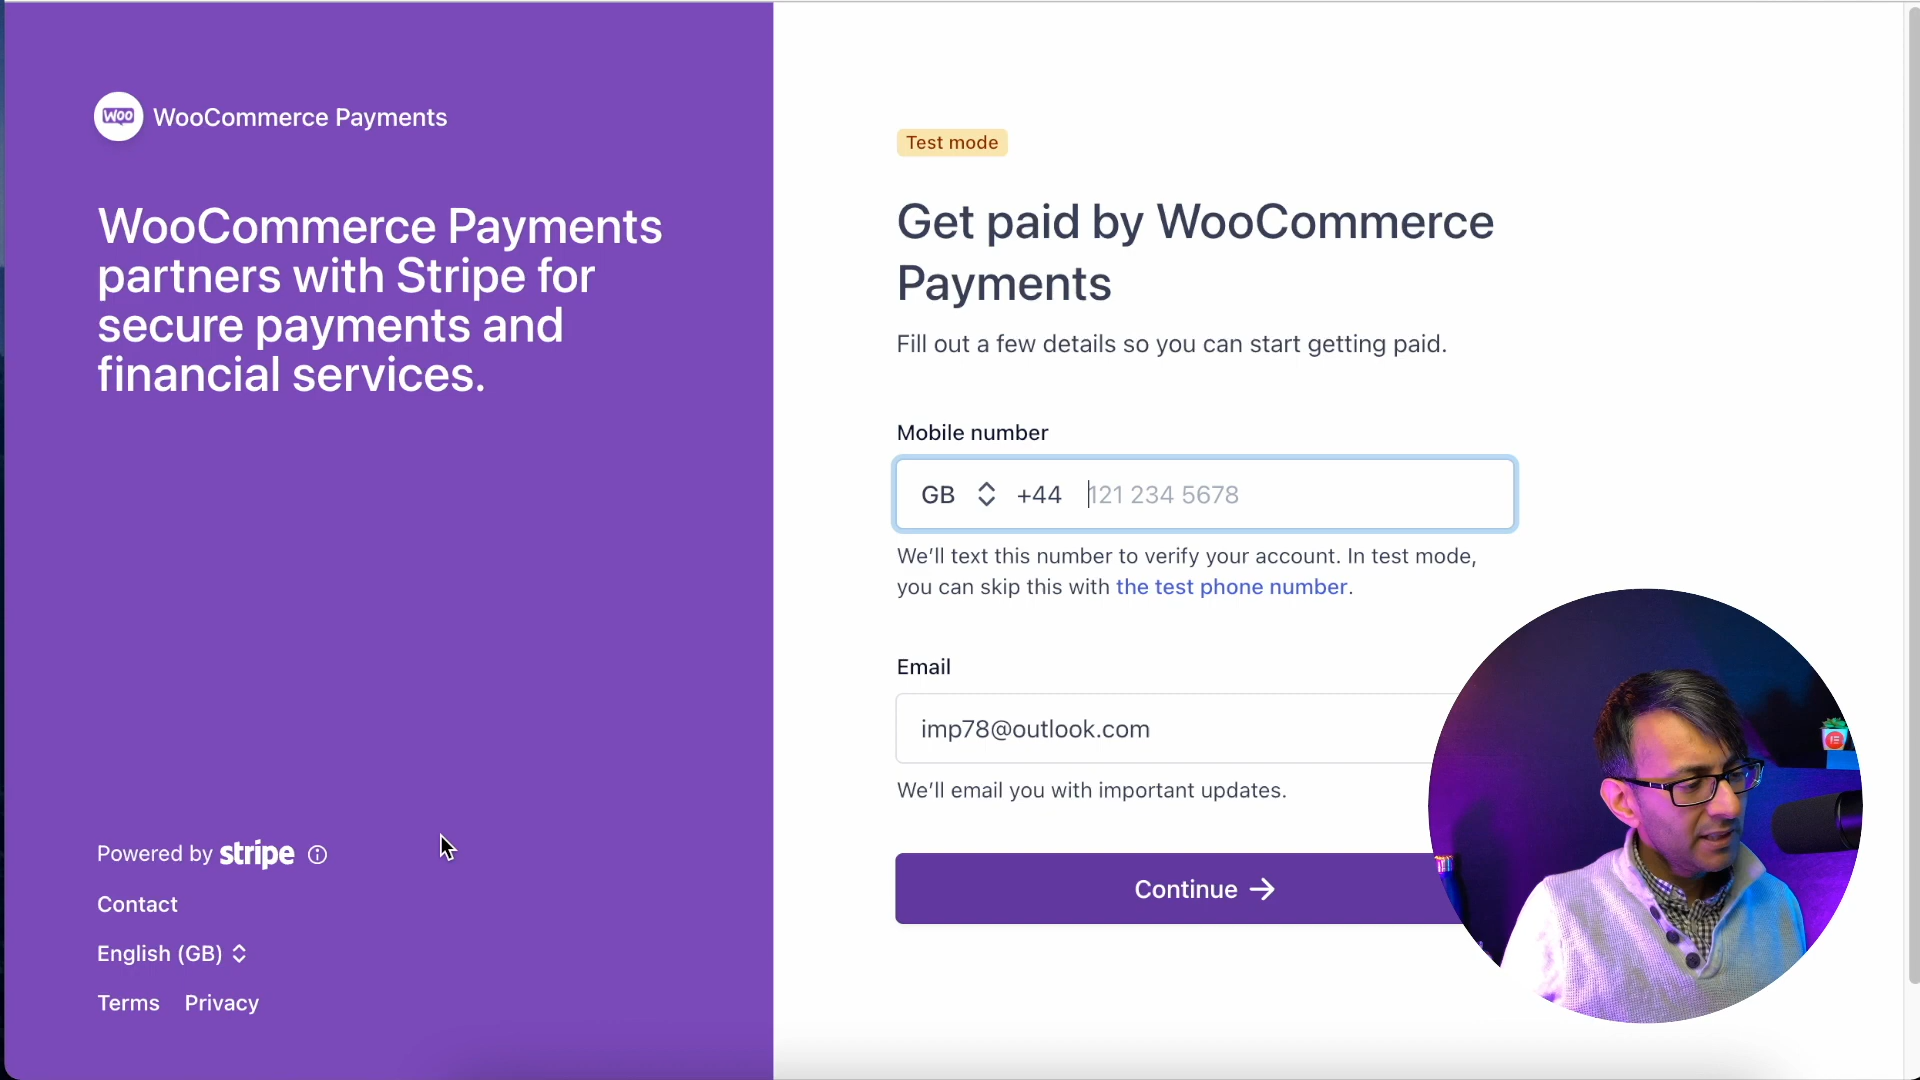 Woo WooCommerce Payments
WooCommerce Payments
partners with Stripe for
secure payments and
financial services.
Powered by stripe
Contact
English (GB)
Terms Privacy
Test mode
Get paid by WooCommerce
Payments
Fill out a few details so you can start getting paid.
Mobile number
GB +44 121 234 5678
We’ll text this number to verify your account. In test mode,
you can skip this with the test phone number.
Email
imp78@outlook.com
We’ll email you with important updates.
Continue →